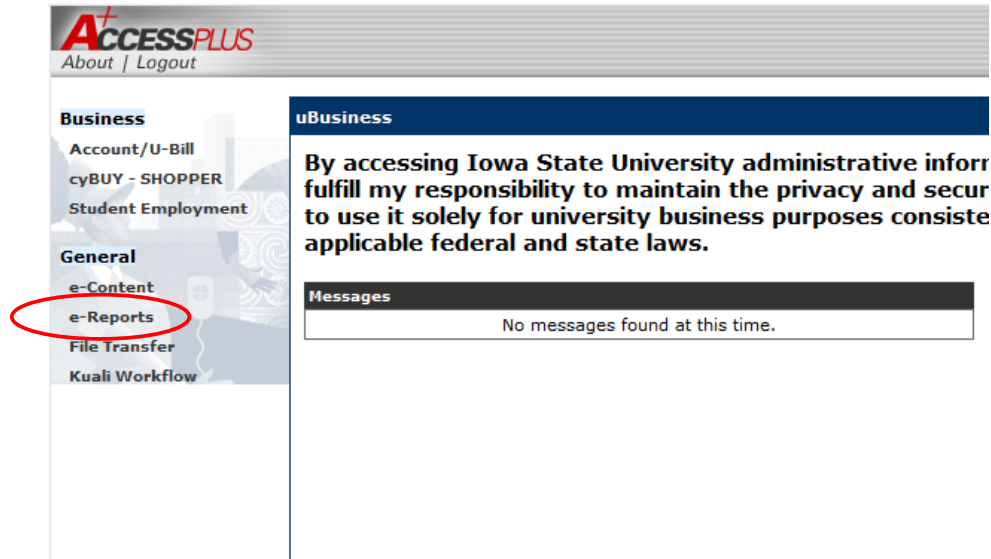 A+ccessPLUS
About | Logout
Business
Account/U-Bill
cyBUY - SHOPPER
Student Employment
General
e-Content
e-Reports
File Transfer
Kuali Workflow
uBusiness
By accessing Iowa State University administrative infor
fulfill my responsibility to maintain the privacy and secur
to use it solely for university business purposes consiste
applicable federal and state laws.
Messages
No messages found at this time.